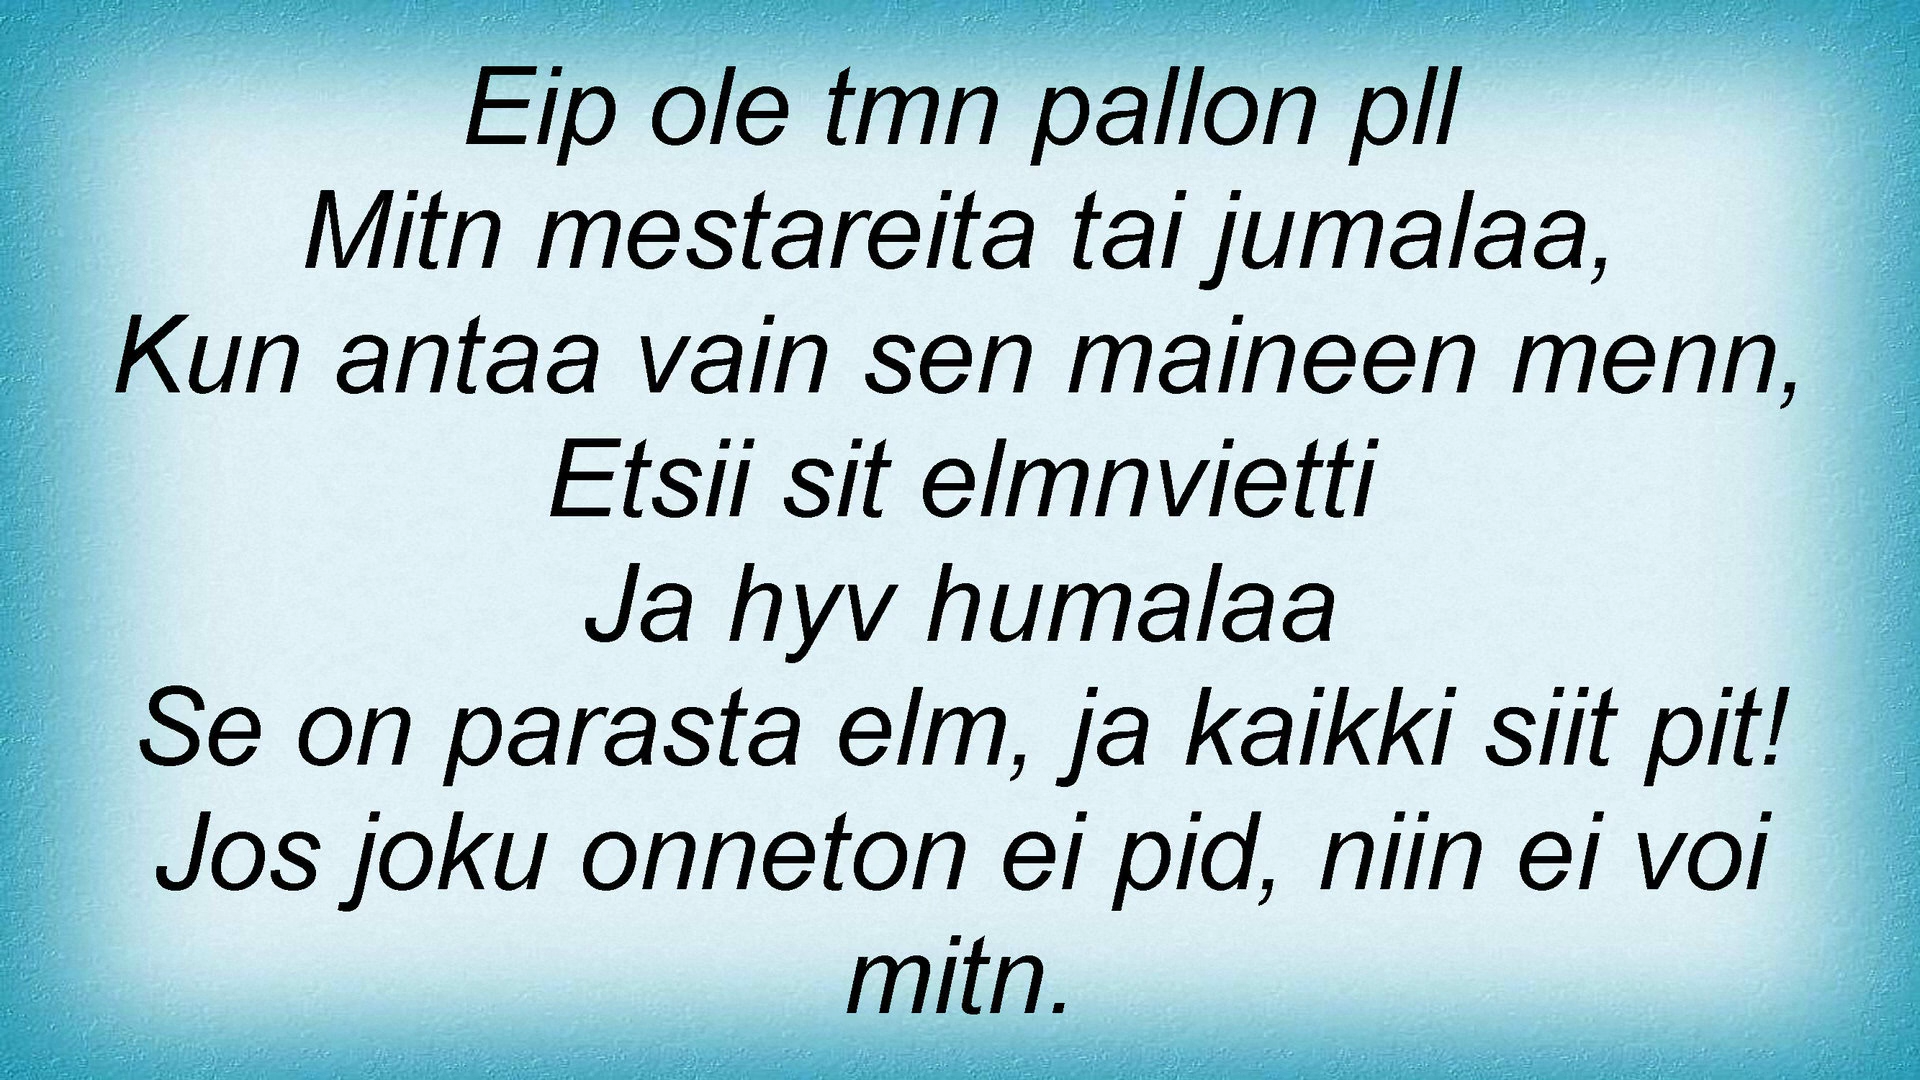 Eip ole tmn pallon pll
Mitn mestareita tai jumalaa,
Kun antaa vain sen maineen menn,
Etsii sit elmnvietti
Ja hyv humalaa
Se on parasta elm, ja kaikki siit pit!
Jos joku onneton ei pid, niin ei voi
mitn.